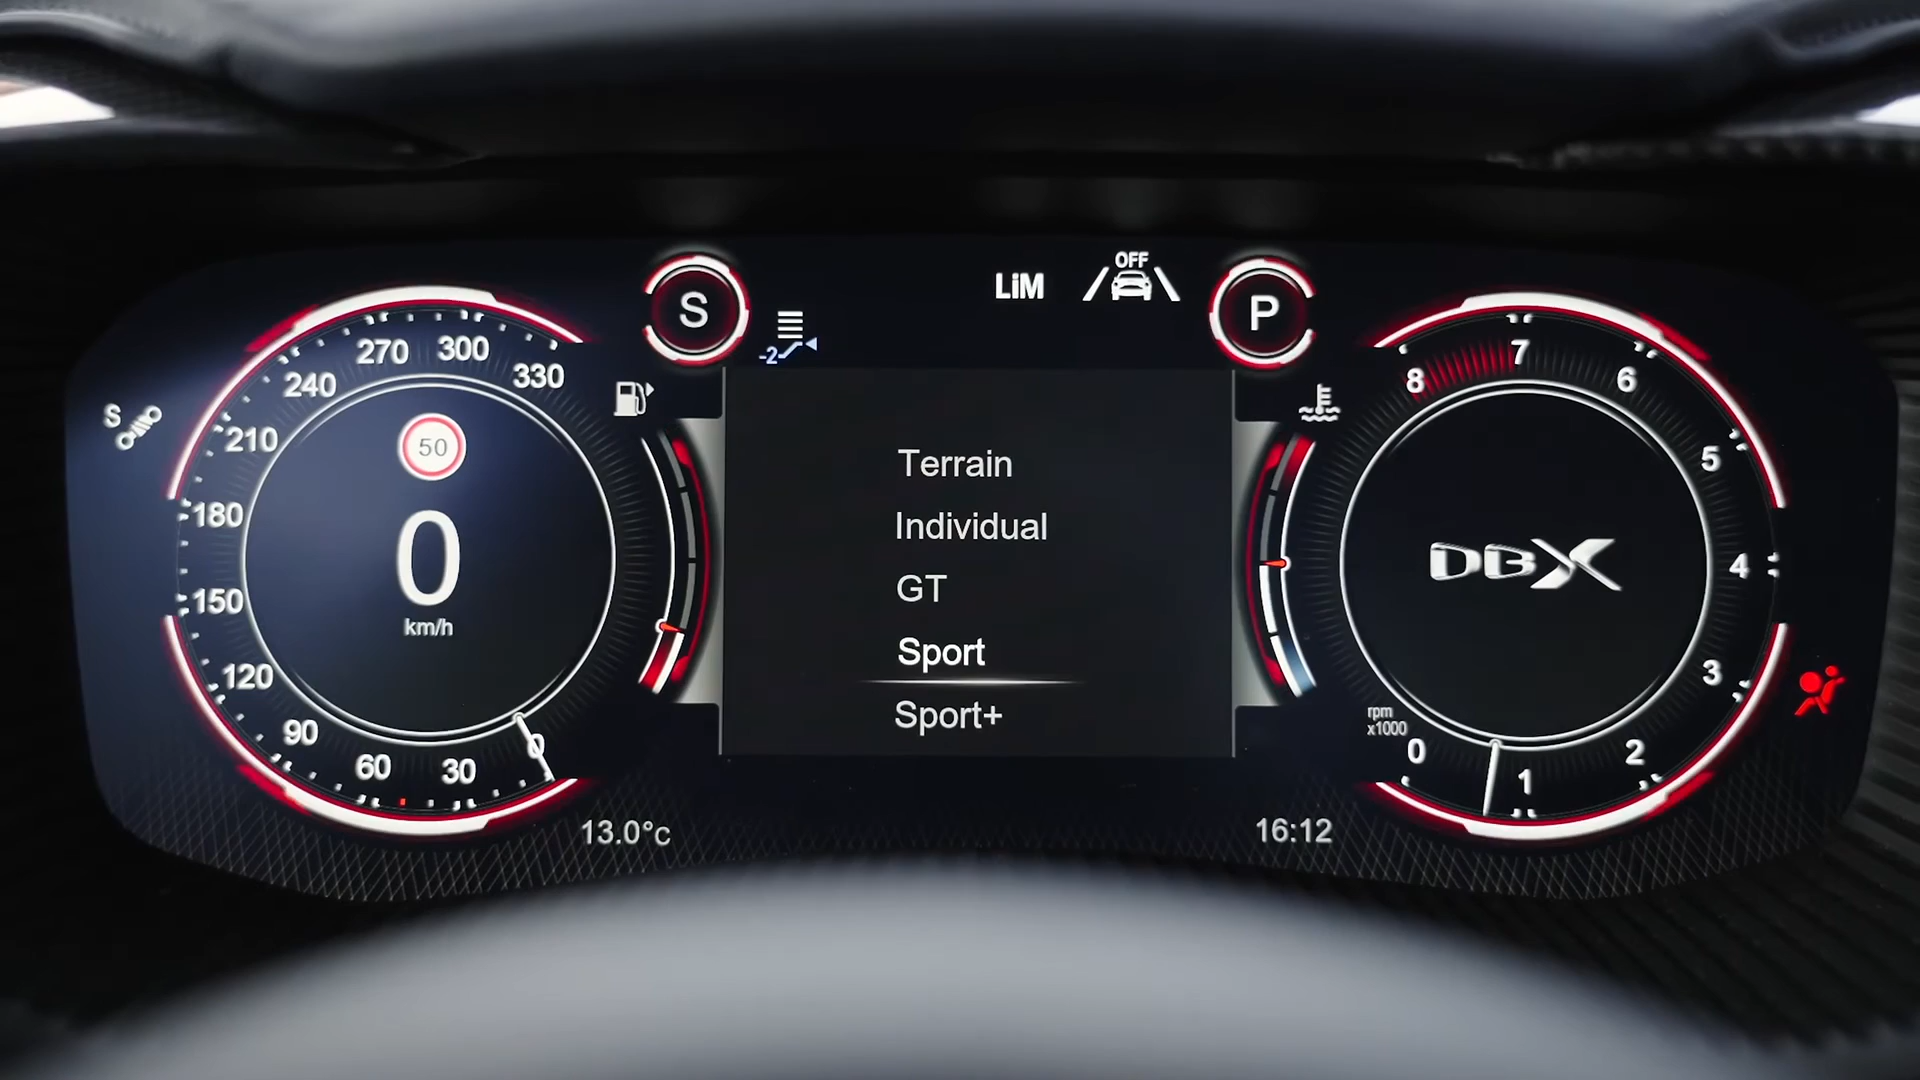 S
-2
LiM
OFF
P
S
270
300
240
330
210
180
150
120
90
60
30
0
50
0
km/h
13.0°c
Terrain
Individual
GT
Sport
Sport+
16:12
8
7
6
5
4
3
2
1
0
rpm
x1000
DBX